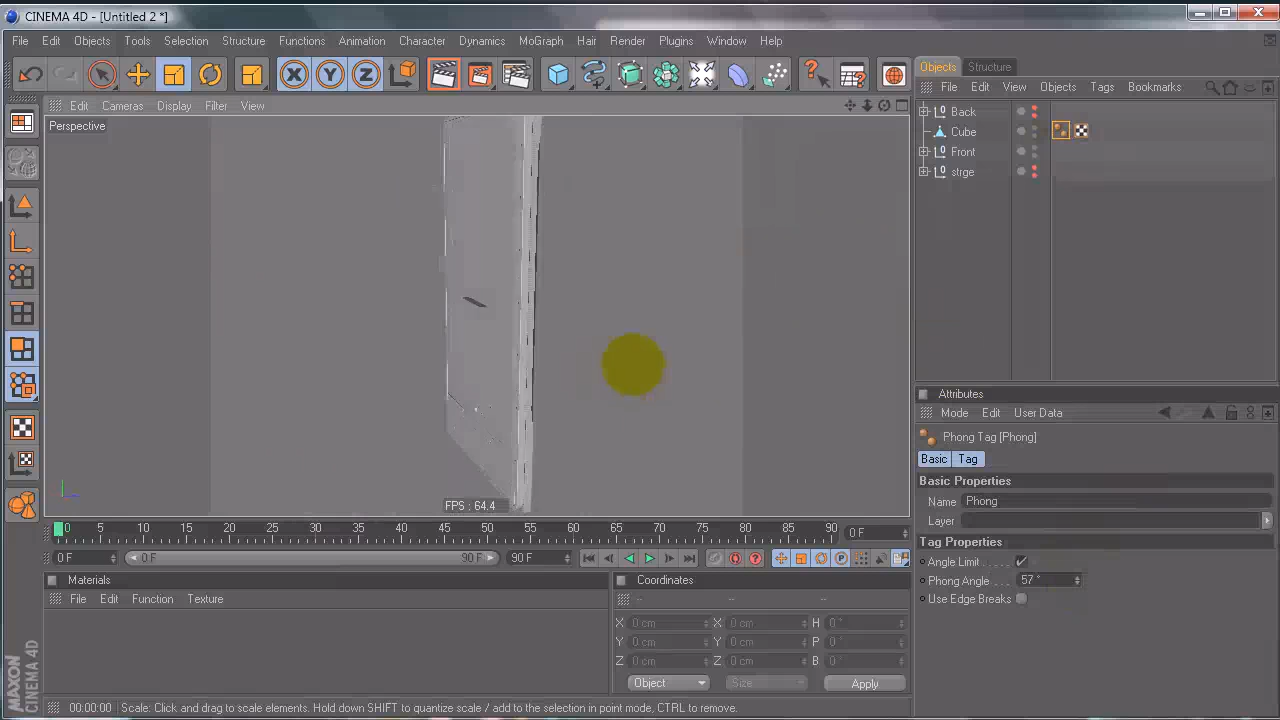 CINEMA 4D - [Untitled 2 *]
File Edit Objects Tools Selection Structure Functions Animation Character Dynamics MoGraph Hair Render Plugins Window Help
X Y Z
Objects Structure
File Edit View Objects Tags Bookmarks
Edit Cameras Display Filter View
Perspective
Back
Cube
Front
strge
Attributes
Mode Edit User Data
Phong Tag [Phong]
Basic Tag
Basic Properties
Name Phong
Layer
Tag Properties
Angle Limit
Phong Angle 57 °
Use Edge Breaks
FPS : 64.4
0 5 10 15 20 25 30 35 40 45 50 55 60 65 70 75 80 85 90 0 F
0 F 0 F 90 F 90 F
Materials
File Edit Function Texture
Coordinates
-- -- --
X 0 cm X 0 cm H 0 °
Y 0 cm Y 0 cm P 0 °
Z 0 cm Z 0 cm B 0 °
Object Size Apply
MAXON CINEMA 4D
00:00:00 Scale: Click and drag to scale elements. Hold down SHIFT to quantize scale / add to the selection in point mode, CTRL to remove.